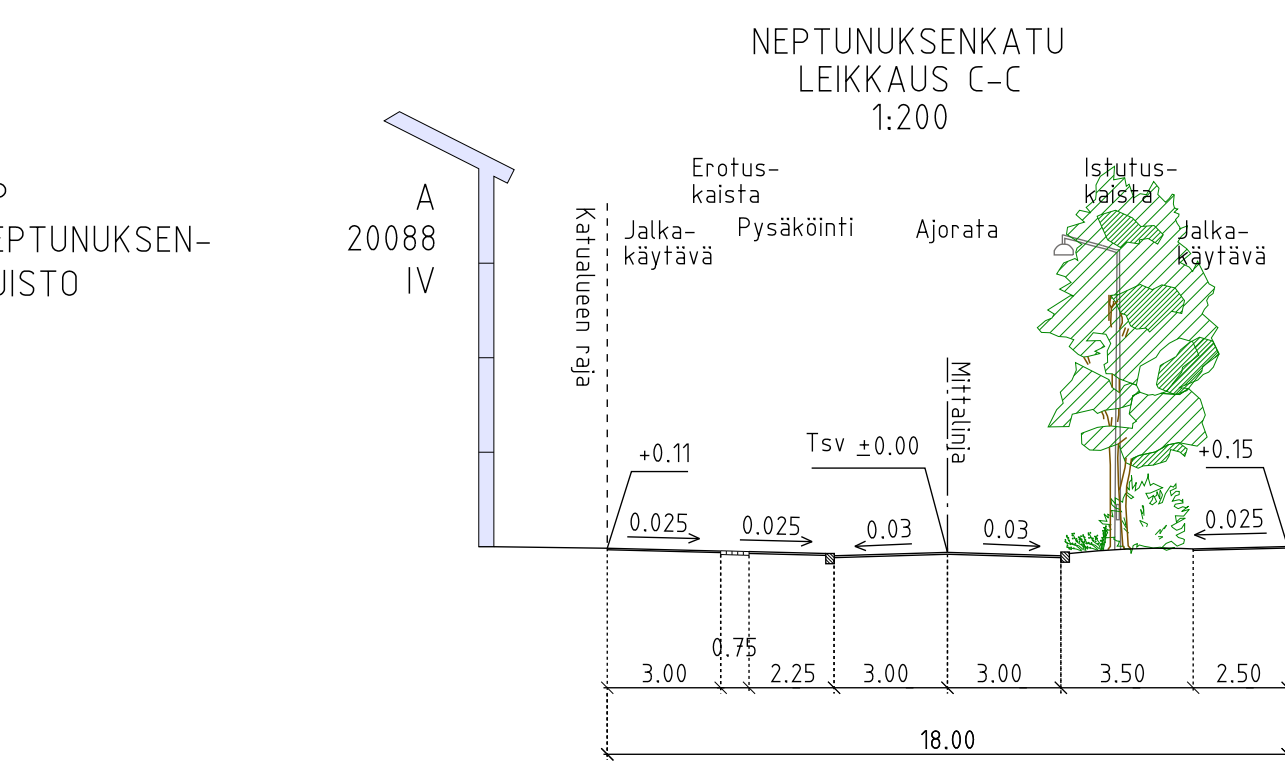 NEPTUNUKSENKATU
LEIKKAUS C-C
1:200
P
EPTUNUKSEN-
UISTO
A
20088
IV
Katualueen raja
Erotus-
kaista
Jalka-
käytävä
Pysäköinti
Ajorata
Istutus-
kaista
Jalka-
käytävä
Mittalinja
+0.11
Tsv ±0.00
+0.15
0.025
0.025
0.03
0.03
0.025
0.75
3.00
2.25
3.00
3.00
3.50
2.50
18.00